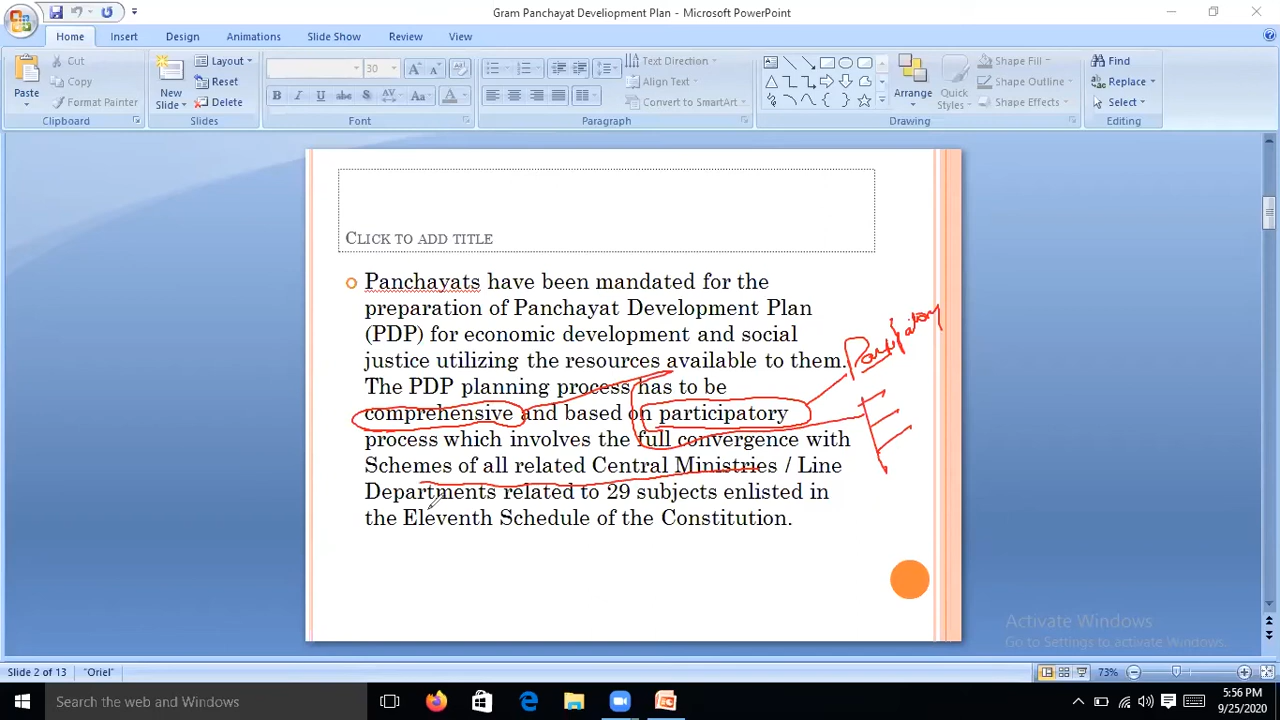 Gram Panchayat Develiopment Plan - Microsoft PowerPoint
Home Insert Design Animations Slide Show Review View
Paste Cut Copy Format Painter
Clipboard
New Slide Layout Reset Delete
Slides
30
B I U abc S AV Aa A
Font
Text Direction
Align Text
Convert to SmartArt
Paragraph
Arrange Quick Styles Shape Fill Shape Outline Shape Effects
Drawing
Find
Replace
Select
Editing
CLICK TO ADD TITLE
Panchayats have been mandated for the
preparation of Panchayat Development Plan
(PDP) for economic development and social
justice utilizing the resources available to them.
The PDP planning process has to be
comprehensive and based on participatory
process which involves the full convergence with
Schemes of all related Central Ministries / Line
Departments related to 29 subjects enlisted in
the Eleventh Schedule of the Constitution.
Participatory
Activate Windows
Go to Settings to activate Windows.
Slide 2 of 13 "Oriel" 73%
Search the web and Windows
5:56 PM
9/25/2020